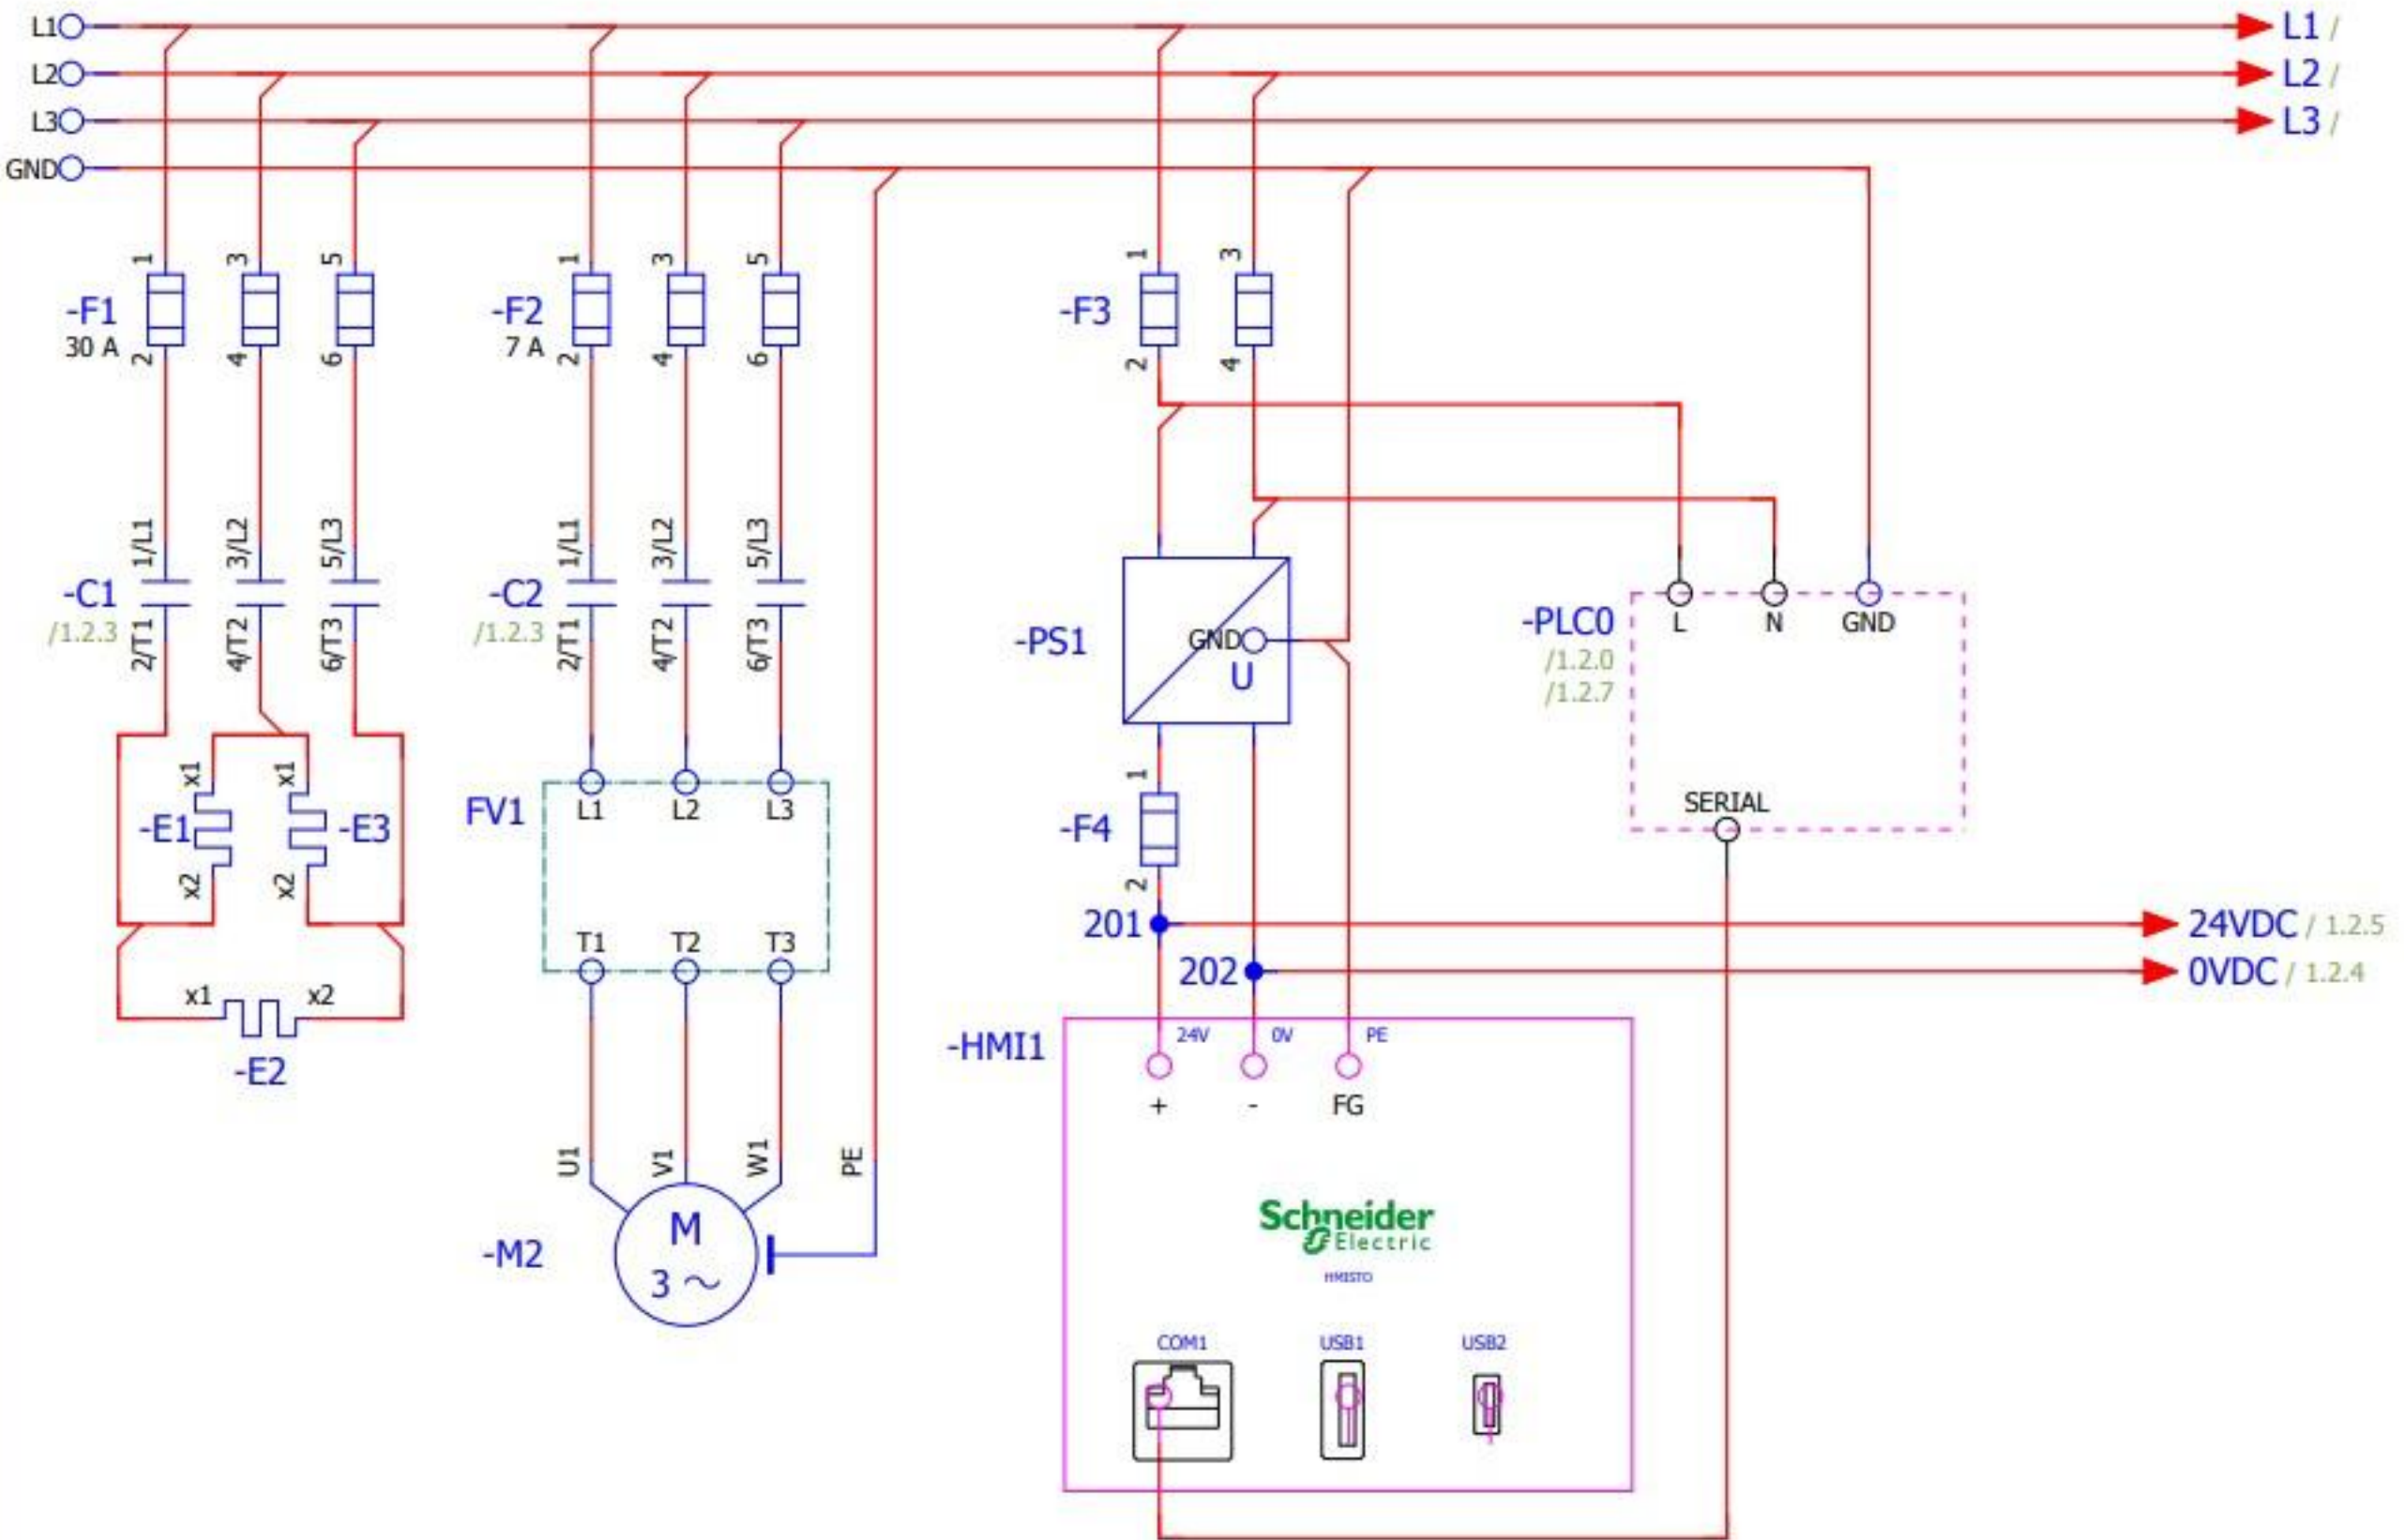 L1
L1 /
L2
L2 /
L3
L3 /
GND
1
3
5
-F1
30 A
2
4
6
1
3
5
-F2
7 A
2
4
6
1
3
-F3
2
4
1/L1
3/L2
5/L3
-C1
/1.2.3
2/T1
4/T2
6/T3
1/L1
3/L2
5/L3
-C2
/1.2.3
2/T1
4/T2
6/T3
-PS1
GND
U
-PLC0
/1.2.0
/1.2.7
L
N
GND
SERIAL
x1
x1
-E1
-E3
x2
x2
x1
x2
-E2
FV1
L1
L2
L3
T1
T2
T3
1
-F4
2
201
24VDC / 1.2.5
202
0VDC / 1.2.4
U1
V1
W1
PE
-M2
M
3 ~
-HMI1
24V
0V
PE
+
-
FG
Schneider
Electric
HMISTO
COM1
USB1
USB2